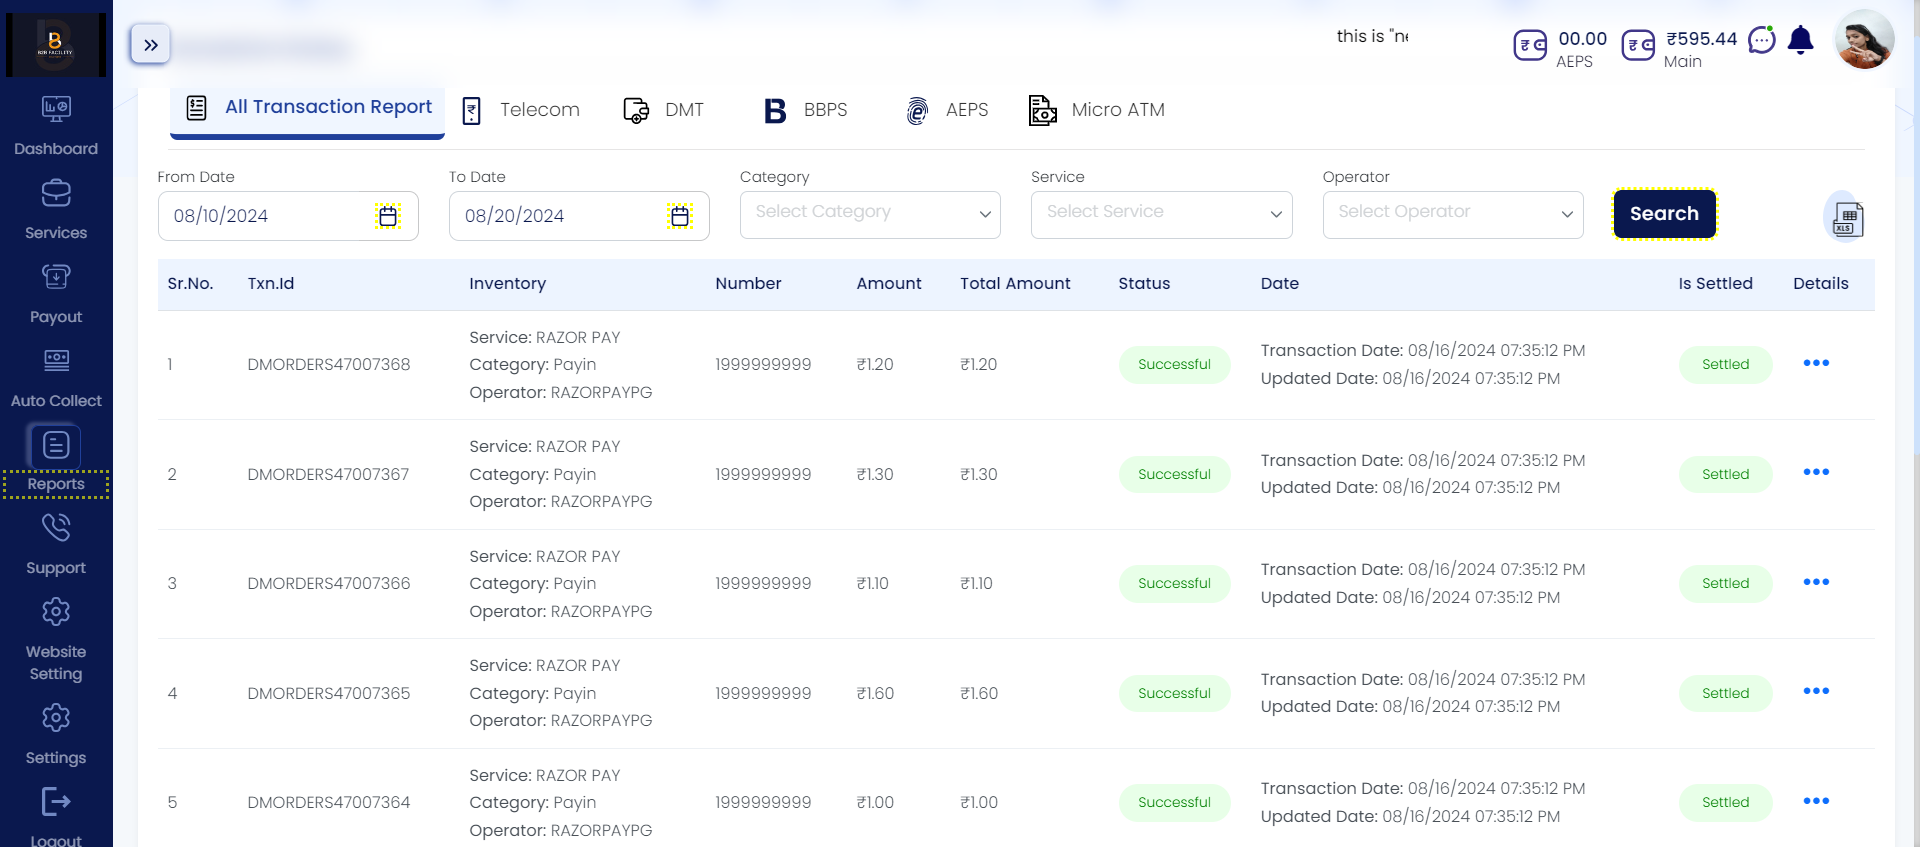 B2B FACILITY
this is "ne
00.00
AEPS
₹595.44
Main
Dashboard
Services
Payout
Auto Collect
Reports
Support
Website
Setting
Settings
Logout
All Transaction Report
Telecom
DMT
B BBPS
AEPS
Micro ATM
From Date
To Date
Category
Service
Operator
08/10/2024
08/20/2024
Select Category
Select Service
Select Operator
Search
XLS
Sr.No. Txn.Id Inventory Number Amount Total Amount Status Date Is Settled Details
Service: RAZOR PAY
1 DMORDERS47007368 Category: Payin 1999999999 ₹1.20 ₹1.20 Successful Transaction Date: 08/16/2024 07:35:12 PM Settled
Operator: RAZORPAYPG Updated Date: 08/16/2024 07:35:12 PM
Service: RAZOR PAY
2 DMORDERS47007367 Category: Payin 1999999999 ₹1.30 ₹1.30 Successful Transaction Date: 08/16/2024 07:35:12 PM Settled
Operator: RAZORPAYPG Updated Date: 08/16/2024 07:35:12 PM
Service: RAZOR PAY
3 DMORDERS47007366 Category: Payin 1999999999 ₹1.10 ₹1.10 Successful Transaction Date: 08/16/2024 07:35:12 PM Settled
Operator: RAZORPAYPG Updated Date: 08/16/2024 07:35:12 PM
Service: RAZOR PAY
4 DMORDERS47007365 Category: Payin 1999999999 ₹1.60 ₹1.60 Successful Transaction Date: 08/16/2024 07:35:12 PM Settled
Operator: RAZORPAYPG Updated Date: 08/16/2024 07:35:12 PM
Service: RAZOR PAY
5 DMORDERS47007364 Category: Payin 1999999999 ₹1.00 ₹1.00 Successful Transaction Date: 08/16/2024 07:35:12 PM Settled
Operator: RAZORPAYPG Updated Date: 08/16/2024 07:35:12 PM